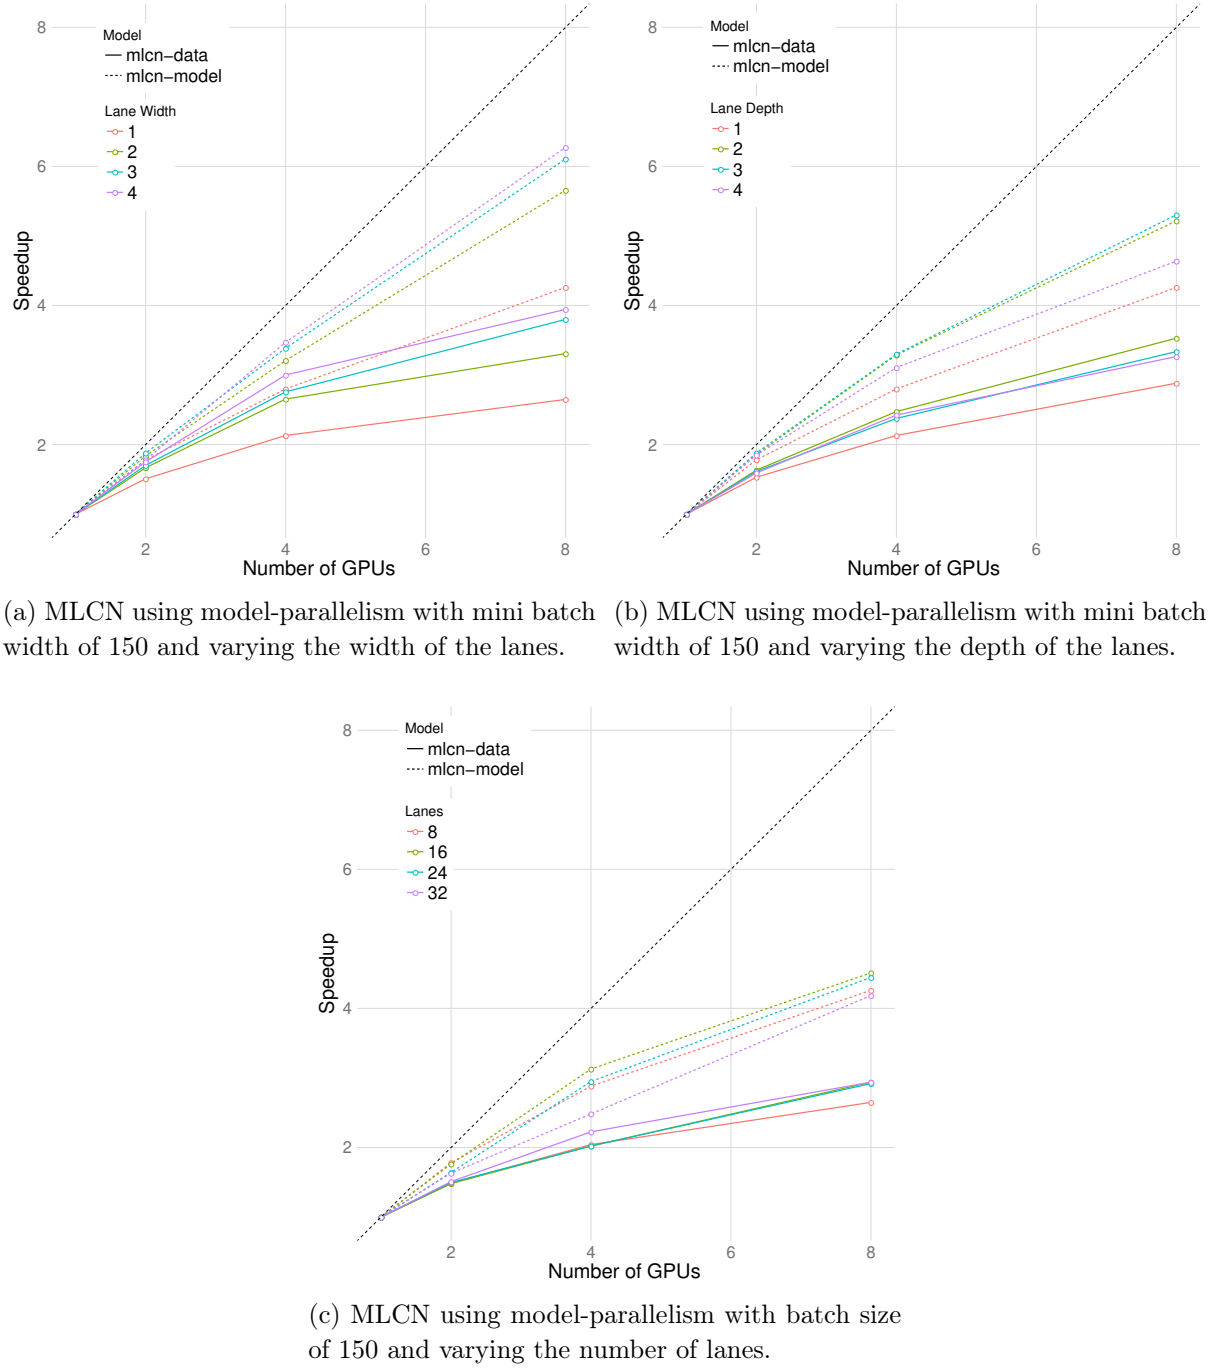 Model
mlcn−data
mlcn−model
Lane Width
1
2
3
4
8
6
4
2
Speedup
2
4
6
8
Number of GPUs
(a) MLCN using model-parallelism with mini batch
width of 150 and varying the width of the lanes.
Model
mlcn−data
mlcn−model
Lane Depth
1
2
3
4
8
6
4
2
Speedup
2
4
6
8
Number of GPUs
(b) MLCN using model-parallelism with mini batch
width of 150 and varying the depth of the lanes.
Model
mlcn−data
mlcn−model
Lanes
8
16
24
32
8
6
4
2
Speedup
2
4
6
8
Number of GPUs
(c) MLCN using model-parallelism with batch size
of 150 and varying the number of lanes.